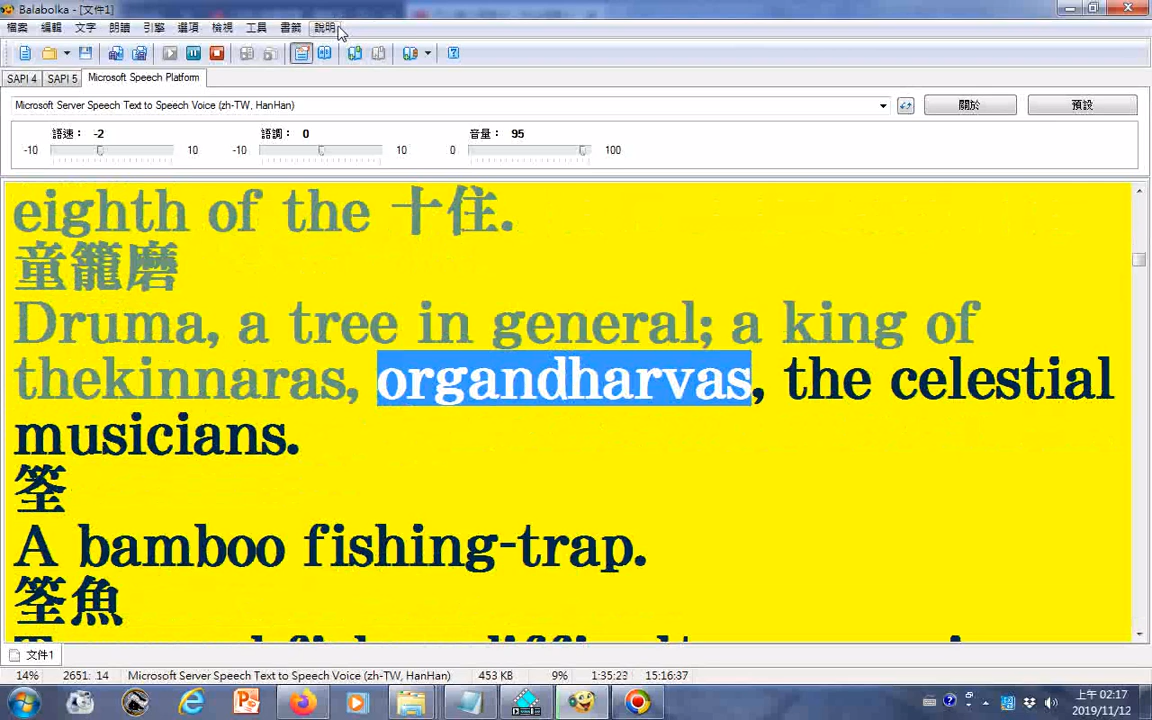 Balabolka - [文件1]
檔案 編輯 文字 朗讀 引擎 選項 檢視 工具 書籤 說明
SAPI 4 SAPI 5 Microsoft Speech Platform
Microsoft Server Speech Text to Speech Voice (zh-TW, HanHan) 關於 預設
語速： -2 語調： 0 音量： 95
-10 10 -10 10 0 100
eighth of the 十住.
童籠磨
Druma, a tree in general; a king of
thekinnaras, organdharvas, the celestial
musicians.
筌
A bamboo fishing-trap.
筌魚
文件1
14% 2651: 14 Microsoft Server Speech Text to Speech Voice (zh-TW, HanHan) 453 KB 9% 1:35:23 15:16:37
上午 02:17
2019/11/12